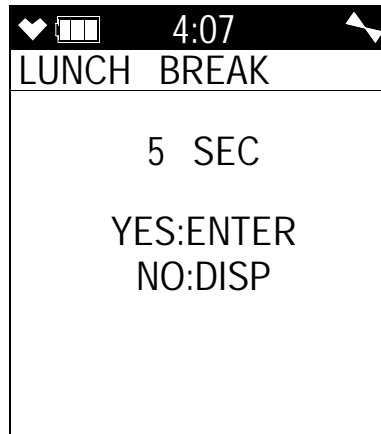 4:07
LUNCH BREAK
5 SEC
YES:ENTER
NO:DISP